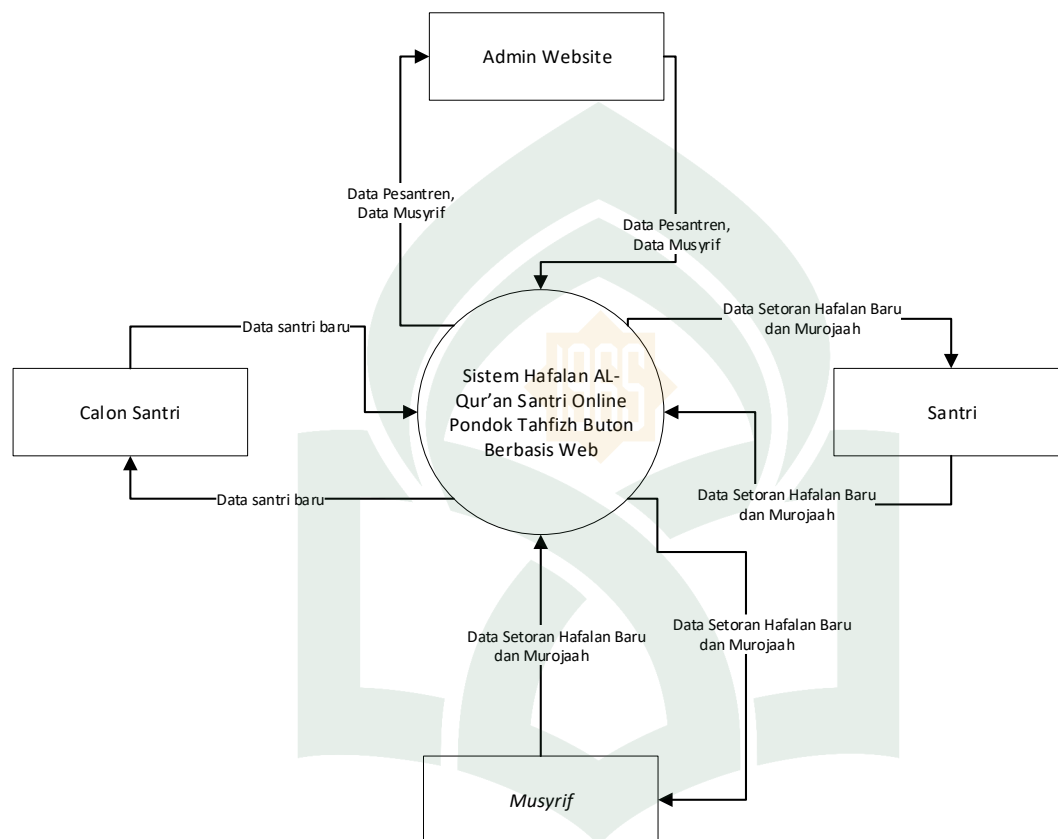 Admin Website
Data Pesantren,
Data Musyrif
Data Pesantren,
Data Musyrif
Data santri baru
Data Setoran Hafalan Baru
dan Murojaah
Calon Santri
Sistem Hafalan AL-
Qur’an Santri Online
Pondok Tahfizh Buton
Berbasis Web
1965
Santri
Data santri baru
Data Setoran Hafalan Baru
dan Murojaah
Data Setoran Hafalan Baru
dan Murojaah
Data Setoran Hafalan Baru
dan Murojaah
Musyrif